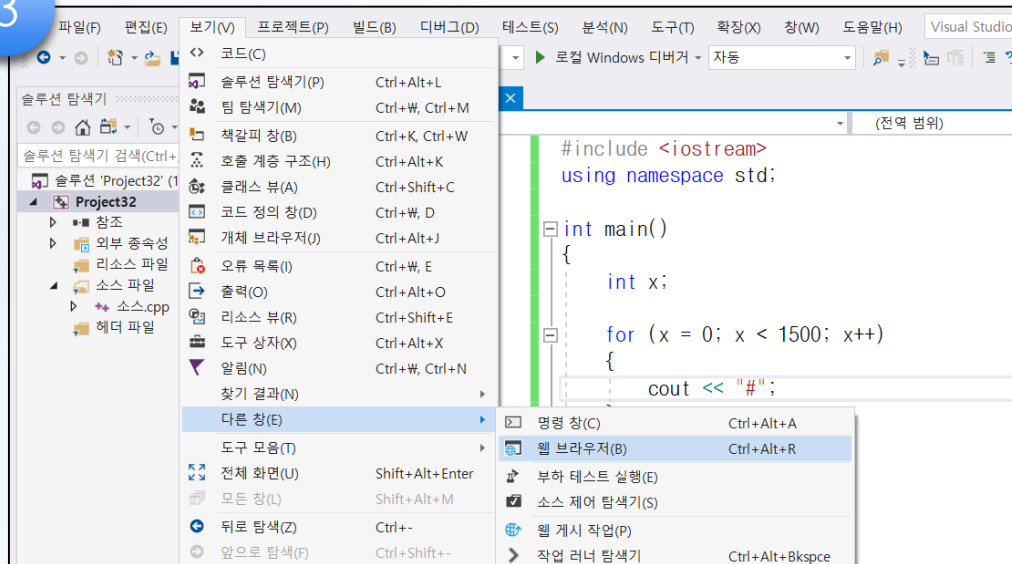 3
파일(F) 편집(E) 보기(V) 프로젝트(P) 빌드(B) 디버그(D) 테스트(S) 분석(N) 도구(T) 확장(X) 창(W) 도움말(H) Visual Studio
로컬 Windows 디버거 자동
솔루션 탐색기
솔루션 탐색기 검색(Ctrl+
솔루션 'Project32' (1
Project32
참조
외부 종속성
리소스 파일
소스 파일
소스.cpp
헤더 파일
코드(C)
솔루션 탐색기(P) Ctrl+Alt+L
팀 탐색기(M) Ctrl+₩, Ctrl+M
책갈피 창(B) Ctrl+K, Ctrl+W
호출 계층 구조(H) Ctrl+Alt+K
클래스 뷰(A) Ctrl+Shift+C
코드 정의 창(D) Ctrl+₩, D
개체 브라우저(J) Ctrl+Alt+J
오류 목록(I) Ctrl+₩, E
출력(O) Ctrl+Alt+O
리소스 뷰(R) Ctrl+Shift+E
도구 상자(X) Ctrl+Alt+X
알림(N) Ctrl+₩, Ctrl+N
찾기 결과(N)
다른 창(E)
도구 모음(T)
전체 화면(U) Shift+Alt+Enter
모든 창(L) Shift+Alt+M
뒤로 탐색(Z) Ctrl+-
앞으로 탐색(F) Ctrl+Shift+-
명령 창(C) Ctrl+Alt+A
웹 브라우저(B) Ctrl+Alt+R
부하 테스트 실행(E)
소스 제어 탐색기(S)
웹 게시 작업(P)
작업 러너 탐색기 Ctrl+Alt+Bkspce
(전역 범위)
#include <iostream>
using namespace std;
int main()
{
int x;
for (x = 0; x < 1500; x++)
{
cout << "#";